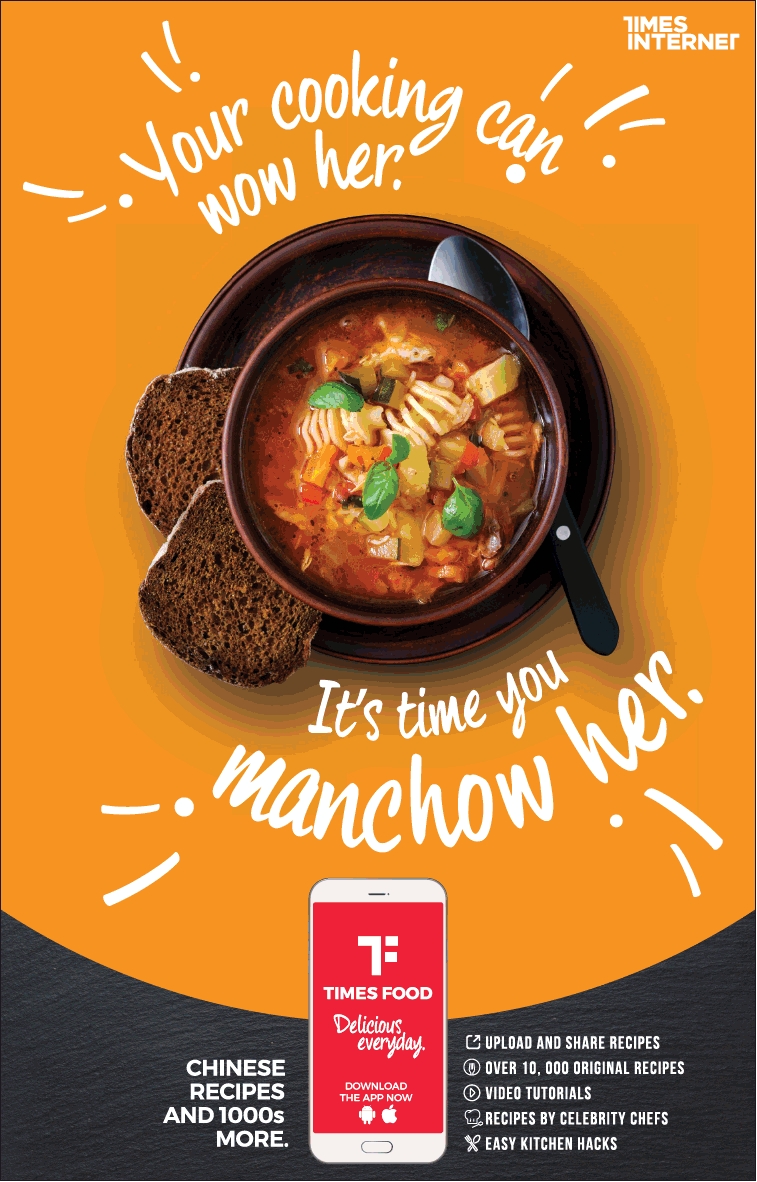 TIMES
INTERNET
Your cooking can
wow her.
It's time you
manchow her.
TF
TIMES FOOD
Delicious
everyday.
DOWNLOAD
THE APP NOW
CHINESE
RECIPES
AND 1000s
MORE.
UPLOAD AND SHARE RECIPES
OVER 10, 000 ORIGINAL RECIPES
VIDEO TUTORIALS
RECIPES BY CELEBRITY CHEFS
EASY KITCHEN HACKS